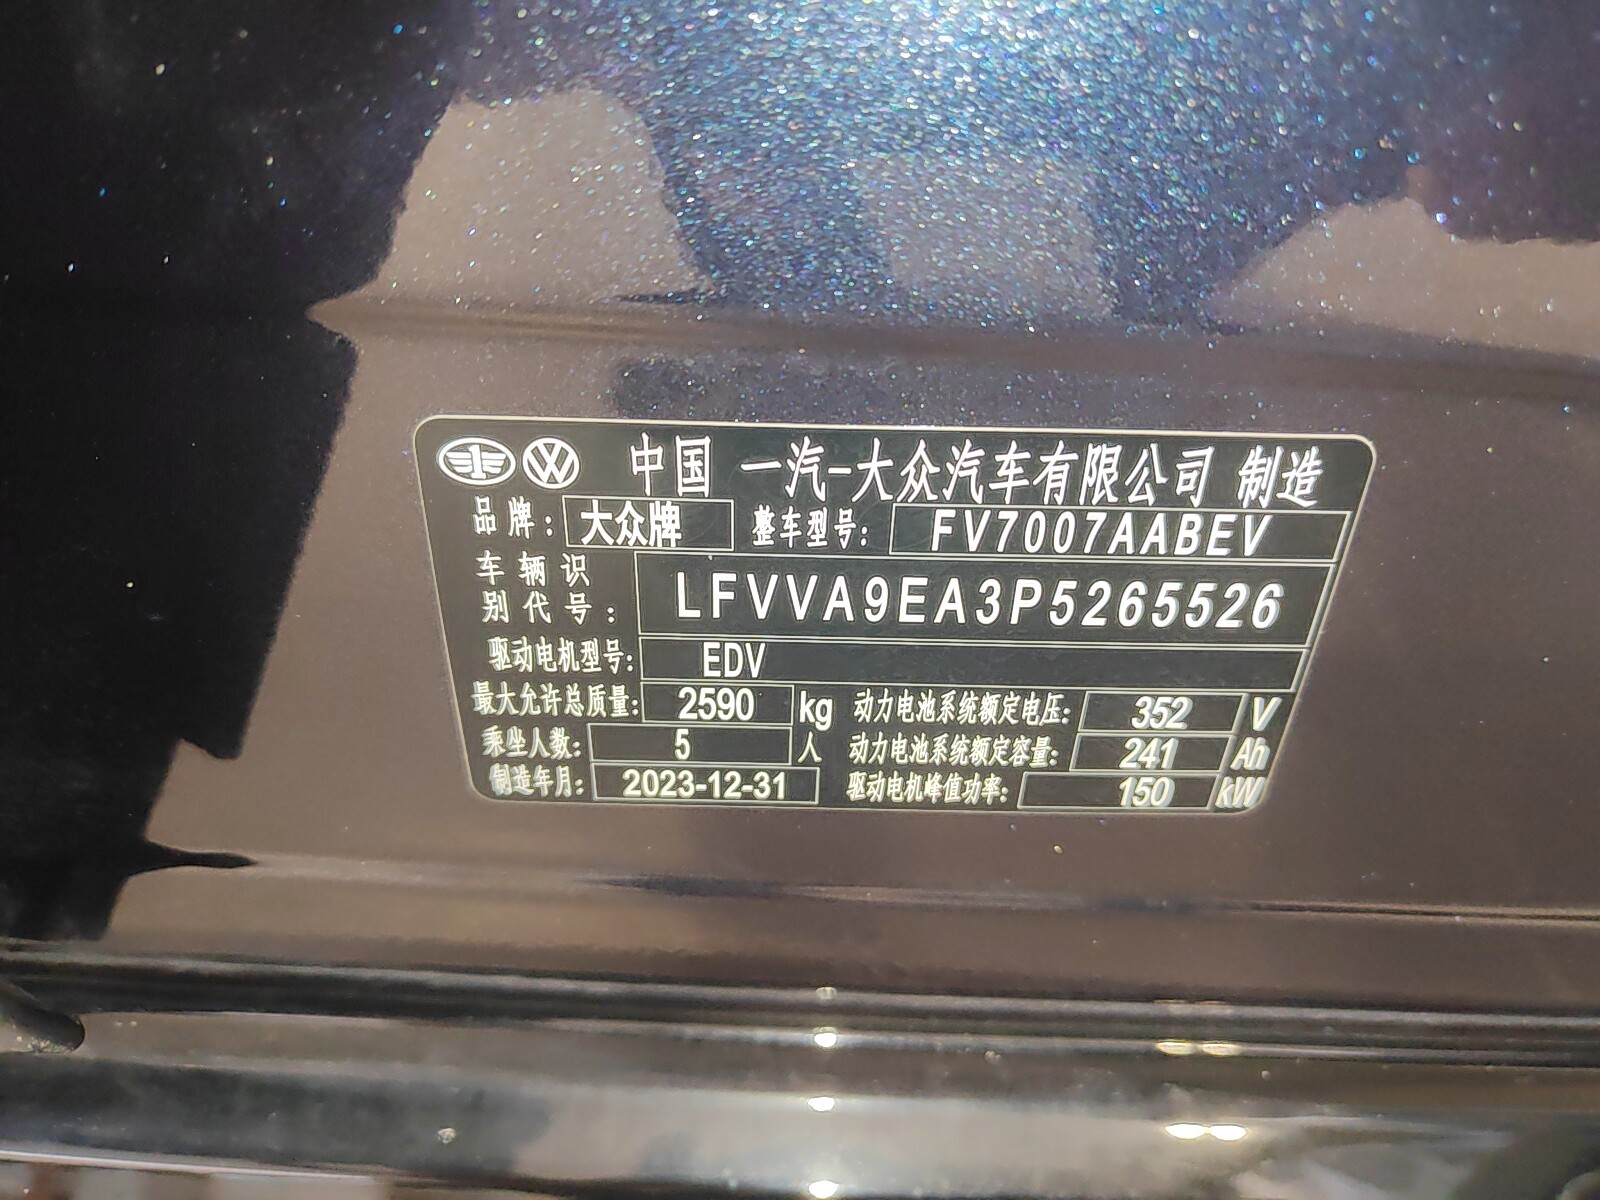 中国 一汽-大众汽车有限公司 制造
品牌: 大众牌 整车型号: FV7007AABEV
车辆识
别代号: LFVVA9EA3P5265526
驱动电机型号: EDV
最大允许总质量: 2590 kg 动力电池系统额定电压: 352 V
乘坐人数: 5 人 动力电池系统额定容量: 241 Ah
制造年月: 2023-12-31 驱动电机峰值功率: 150 kW